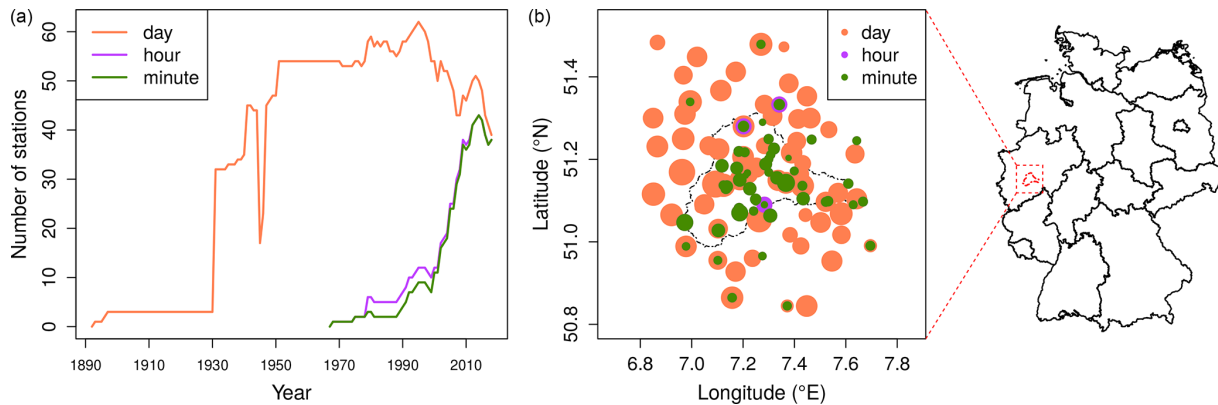 (a)
day
hour
minute
Number of stations
60
50
40
30
20
10
0
1890
1910
1930
1950
1970
1990
2010
Year
(b)
day
hour
minute
Latitude (°N)
51.4
51.2
51.0
50.8
6.8
7.0
7.2
7.4
7.6
7.8
Longitude (°E)